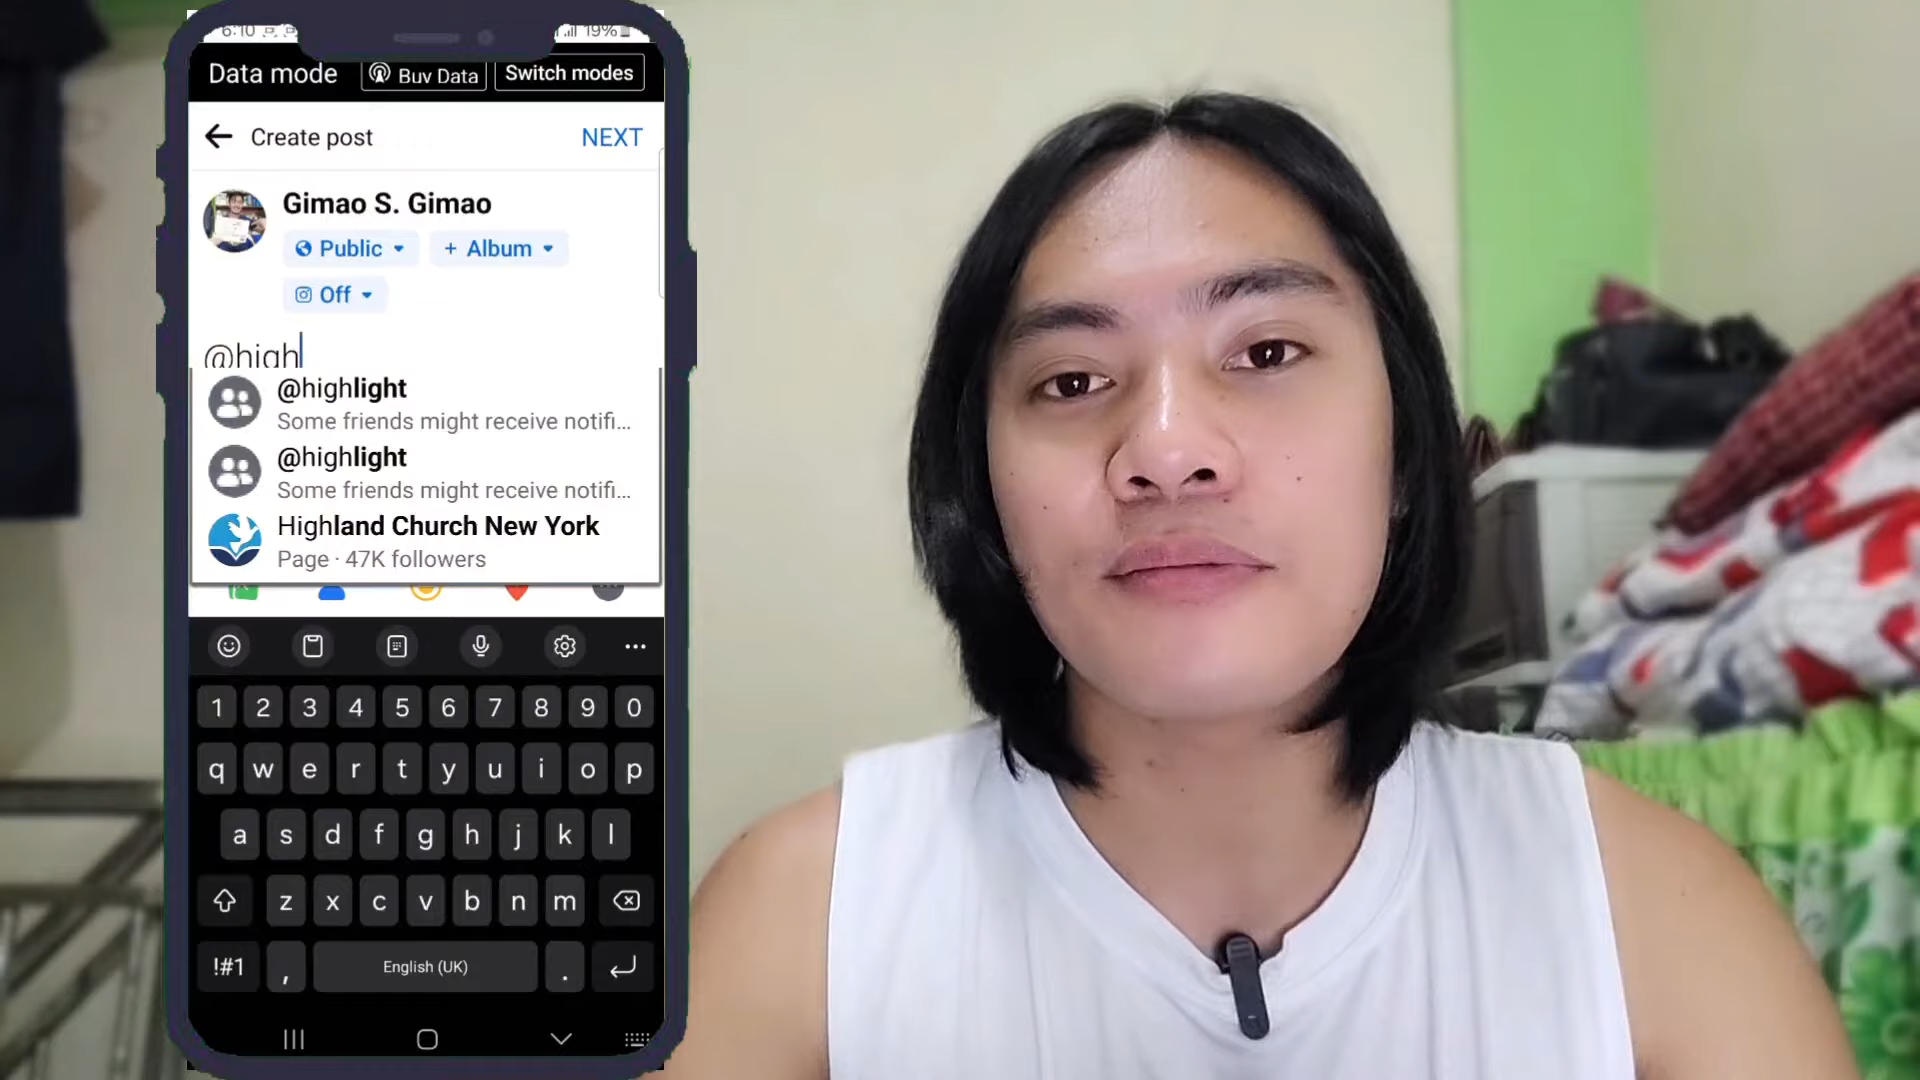 6:10 19%
Data mode Buy Data Switch modes
Create post NEXT
Gimao S. Gimao
Public + Album
Off
@high
@highlight
Some friends might receive notifi...
@highlight
Some friends might receive notifi...
Highland Church New York
Page · 47K followers
1 2 3 4 5 6 7 8 9 0
q w e r t y u i o p
a s d f g h j k l
z x c v b n m
!#1 , English (UK) .